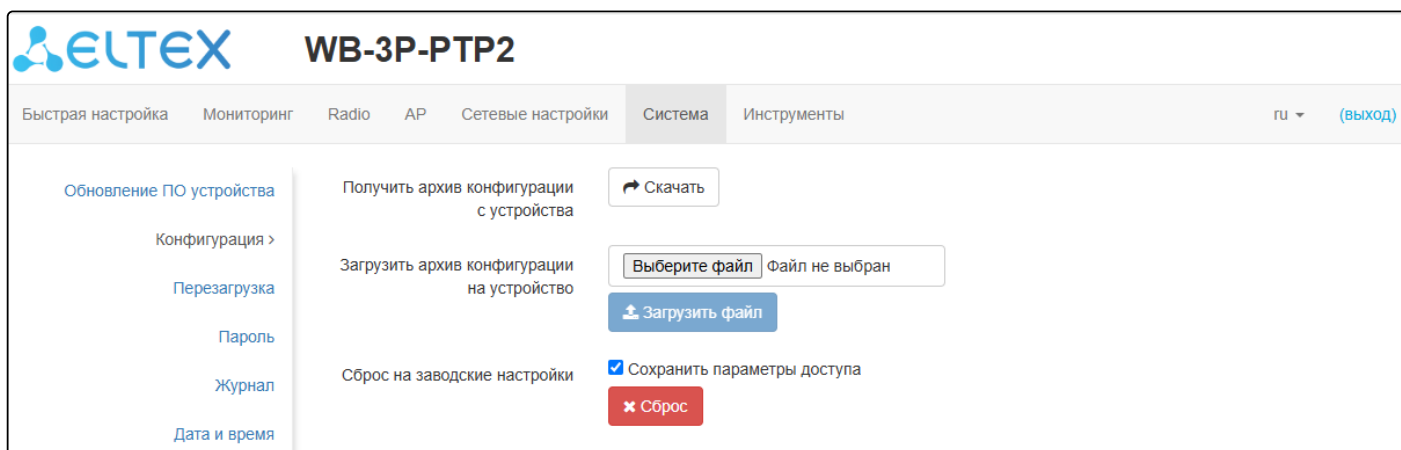 ELTEX WB-3P-PTP2
Быстрая настройка Мониторинг Radio AP Сетевые настройки Система Инструменты ru (выход)
Обновление ПО устройства
Конфигурация >
Перезагрузка
Пароль
Журнал
Дата и время
Получить архив конфигурации
с устройства
Скачать
Загрузить архив конфигурации
на устройство
Выберите файл Файл не выбран
Загрузить файл
Сброс на заводские настройки
Сохранить параметры доступа
Сброс